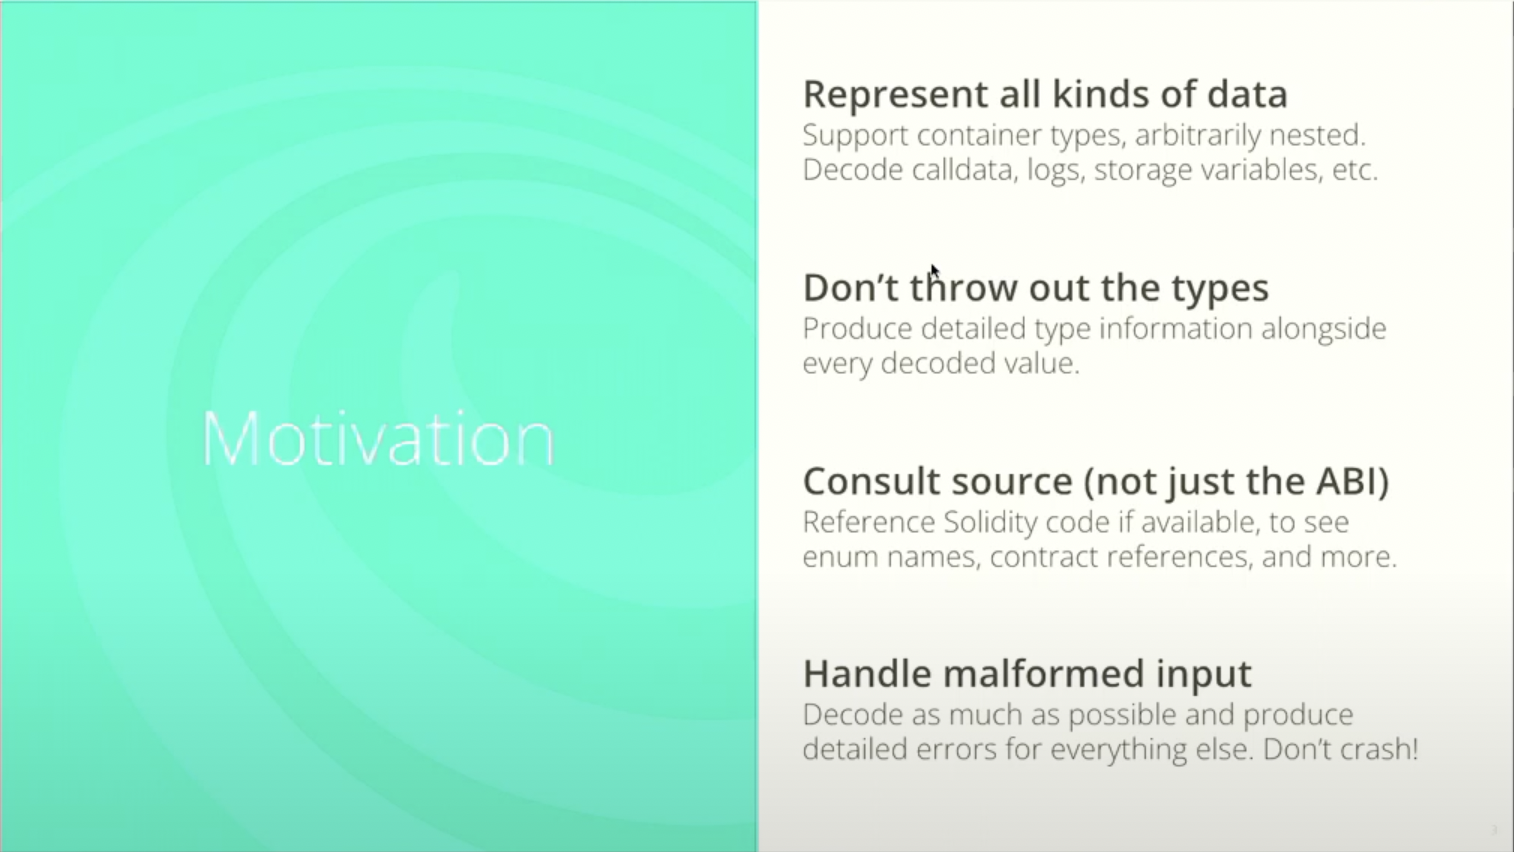 Motivation
Represent all kinds of data
Support container types, arbitrarily nested.
Decode calldata, logs, storage variables, etc.
Don't throw out the types
Produce detailed type information alongside
every decoded value.
Consult source (not just the ABI)
Reference Solidity code if available, to see
enum names, contract references, and more.
Handle malformed input
Decode as much as possible and produce
detailed errors for everything else. Don't crash!
3